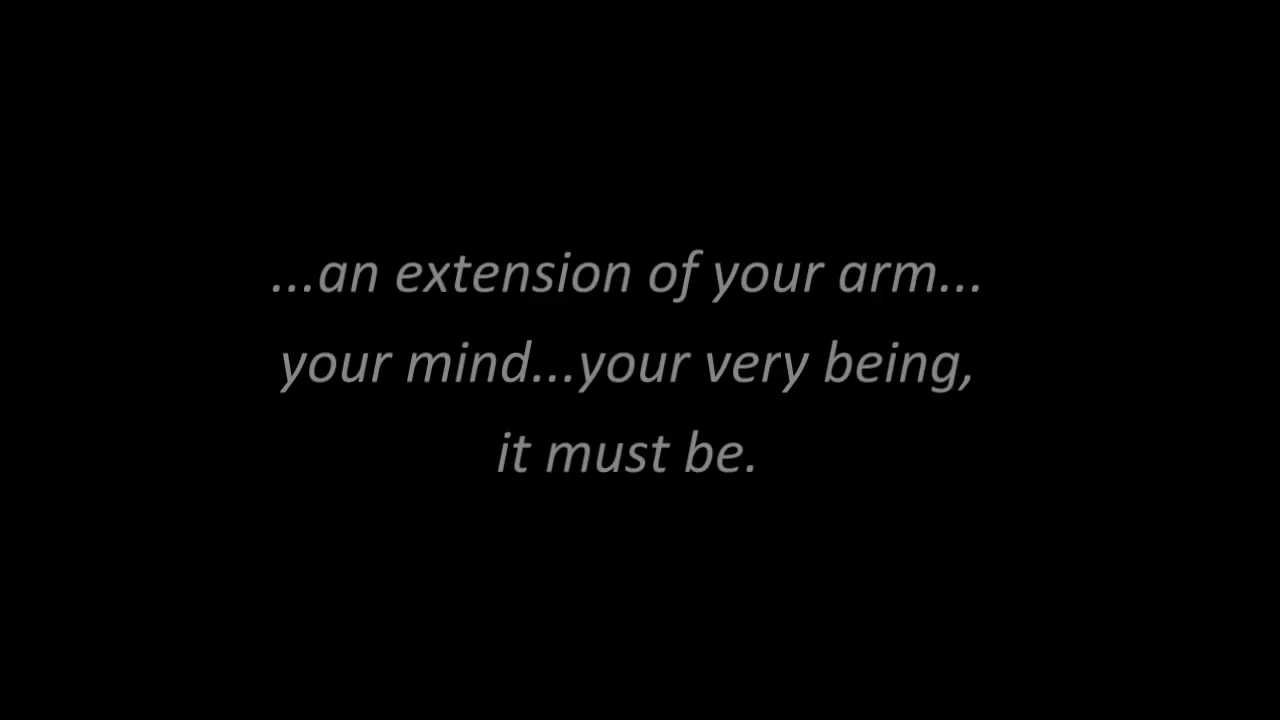 ...an extension of your arm...
your mind...your very being,
it must be.